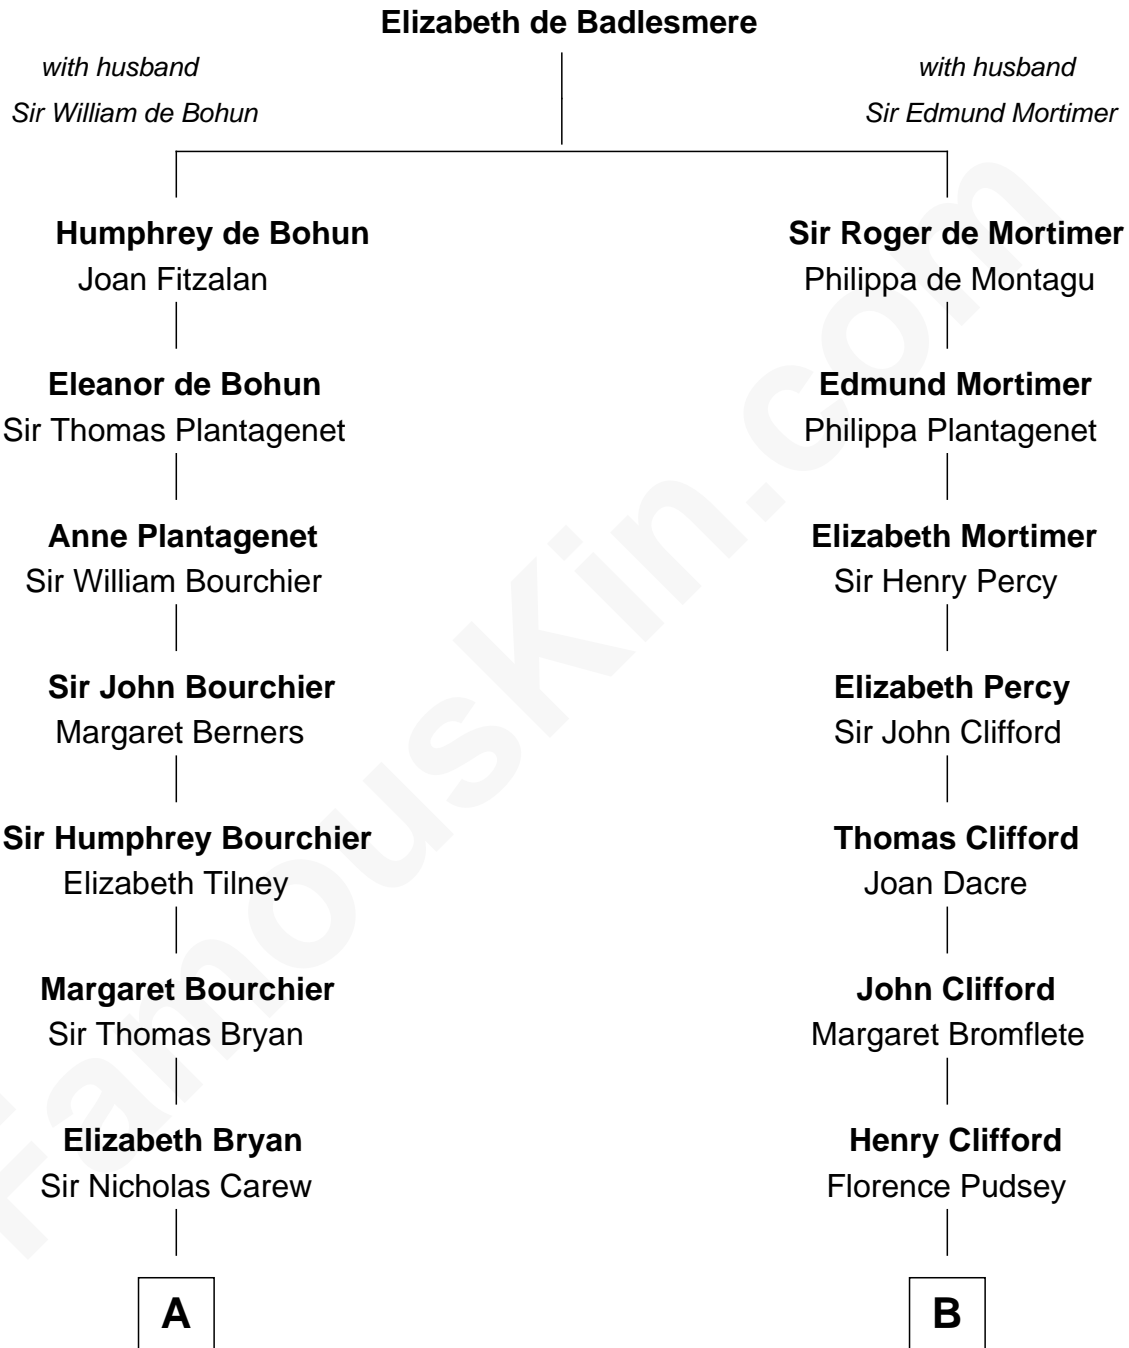 Elizabeth de Badlesmere
with husband
Sir William de Bohun
with husband
Sir Edmund Mortimer
Humphrey de Bohun
Joan Fitzalan
Eleanor de Bohun
Sir Thomas Plantagenet
Anne Plantagenet
Sir William Bourchier
Sir John Bourchier
Margaret Berners
Sir Humphrey Bourchier
Elizabeth Tilney
Margaret Bourchier
Sir Thomas Bryan
Elizabeth Bryan
Sir Nicholas Carew
A
Sir Roger de Mortimer
Philippa de Montagu
Edmund Mortimer
Philippa Plantagenet
Elizabeth Mortimer
Sir Henry Percy
Elizabeth Percy
Sir John Clifford
Thomas Clifford
Joan Dacre
John Clifford
Margaret Bromflete
Henry Clifford
Florence Pudsey
B
FamousKin.com